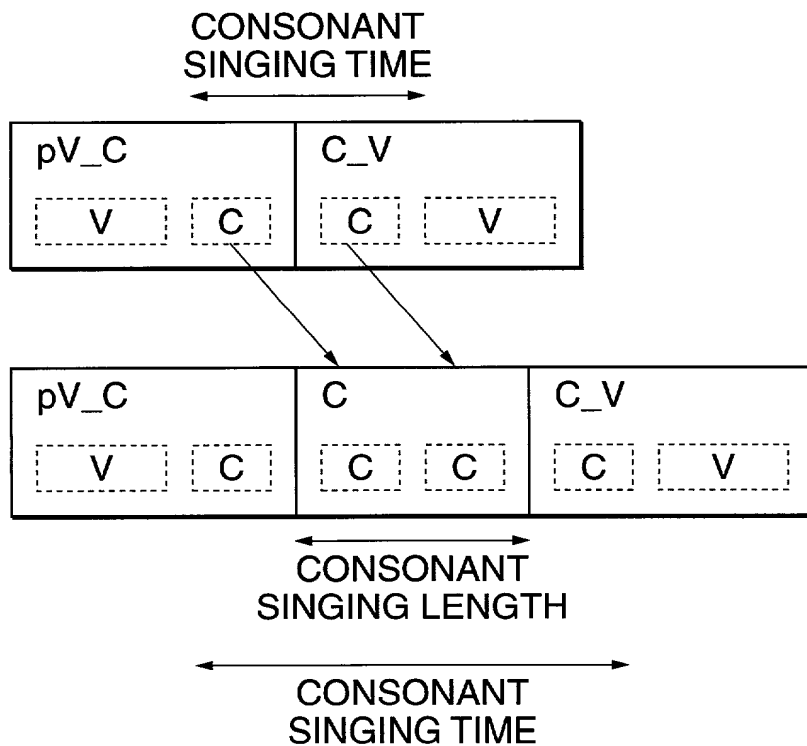 CONSONANT
SINGING TIME
pV_C C_V
V C C V
pV_C C C_V
V C C C C V
CONSONANT
SINGING LENGTH
CONSONANT
SINGING TIME